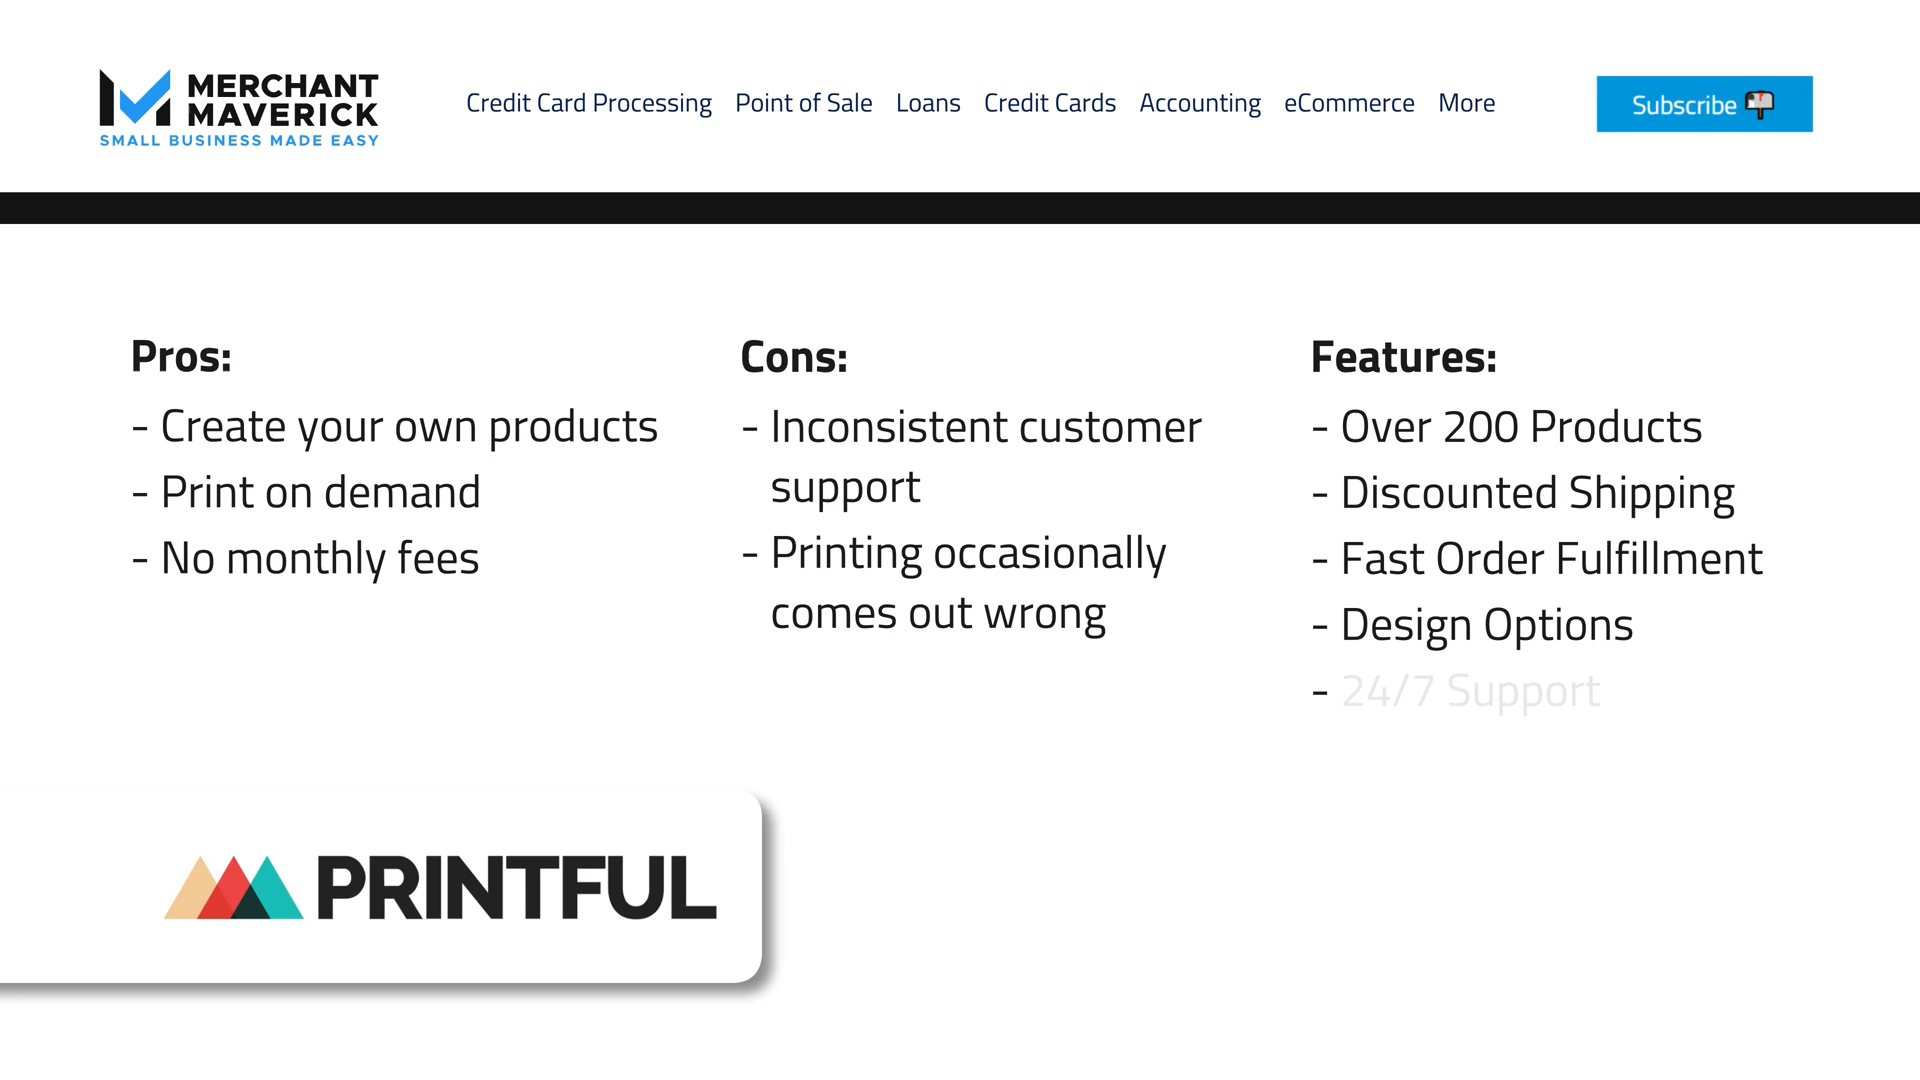 MERCHANT
MAVERICK
SMALL BUSINESS MADE EASY
Credit Card Processing Point of Sale Loans Credit Cards Accounting eCommerce More
Subscribe
Pros:
- Create your own products
- Print on demand
- No monthly fees
Cons:
- Inconsistent customer
support
- Printing occasionally
comes out wrong
Features:
- Over 200 Products
- Discounted Shipping
- Fast Order Fulfillment
- Design Options
- 24/7 Support
PRINTFUL